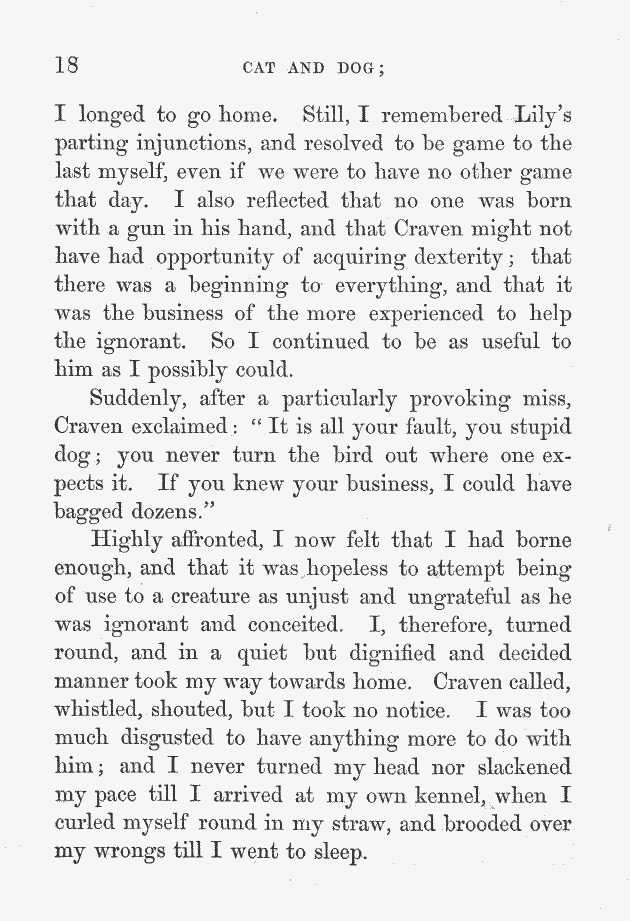 18 CAT AND DOG;
I longed to go home. Still, I remembered Lily's
parting injunctions, and resolved to be game to the
last myself, even if we were to have no other game
that day. I also reflected that no one was born
with a gun in his hand, and that Craven might not
have had opportunity of acquiring dexterity; that
there was a beginning to everything, and that it
was the business of the more experienced to help
the ignorant. So I continued to be as useful to
him as I possibly could.
Suddenly, after a particularly provoking miss,
Craven exclaimed: "It is all your fault, you stupid
dog; you never turn the bird out where one ex-
pects it. If you knew your business, I could have
bagged dozens."
Highly affronted, I now felt that I had borne
enough, and that it was hopeless to attempt being
of use to a creature as unjust and ungrateful as he
was ignorant and conceited. I, therefore, turned
round, and in a quiet but dignified and decided
manner took my way towards home. Craven called,
whistled, shouted, but I took no notice. I was too
much disgusted to have anything more to do with
him; and I never turned my head nor slackened
my pace till I arrived at my own kennel, when I
curled myself round in my straw, and brooded over
my wrongs till I went to sleep.